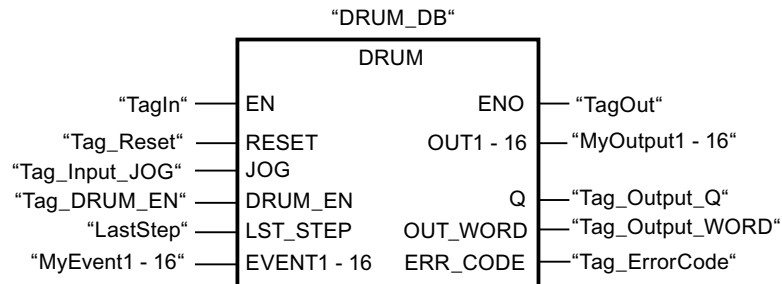 "DRUM_DB“
DRUM
“TagIn“ EN ENO “TagOut“
“Tag_Reset“ RESET OUT1 - 16 “MyOutput1 - 16“
“Tag_Input_JOG“ JOG
“Tag_DRUM_EN“ DRUM_EN Q “Tag_Output_Q“
“LastStep“ LST_STEP OUT_WORD “Tag_Output_WORD“
“MyEvent1 - 16“ EVENT1 - 16 ERR_CODE “Tag_ErrorCode“